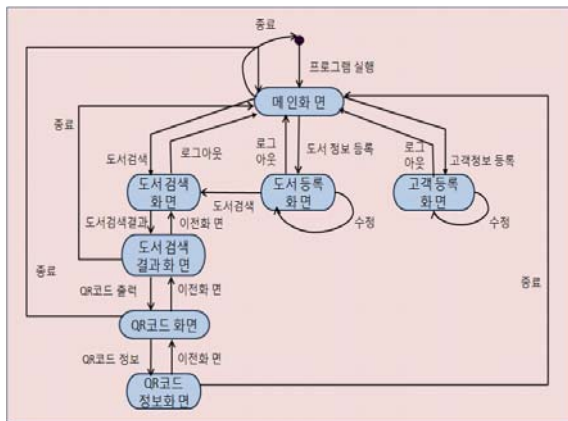 종료
프로그램 실행
메인화 면
종료
로그아웃
로그
아웃
도서 정보 등록
로그
아웃
고객정보 등록
도서검색
도서 검색
화면
도서검색
도서 등록
화 면
고객 등록
화면
수정
수정
도서검색결과
이전화 면
도서 검색
결과 화 면
종료
종료
QR코드 출력
이전화 면
QR코드 화면
QR코드 정보
이전화 면
QR코드
정보화면